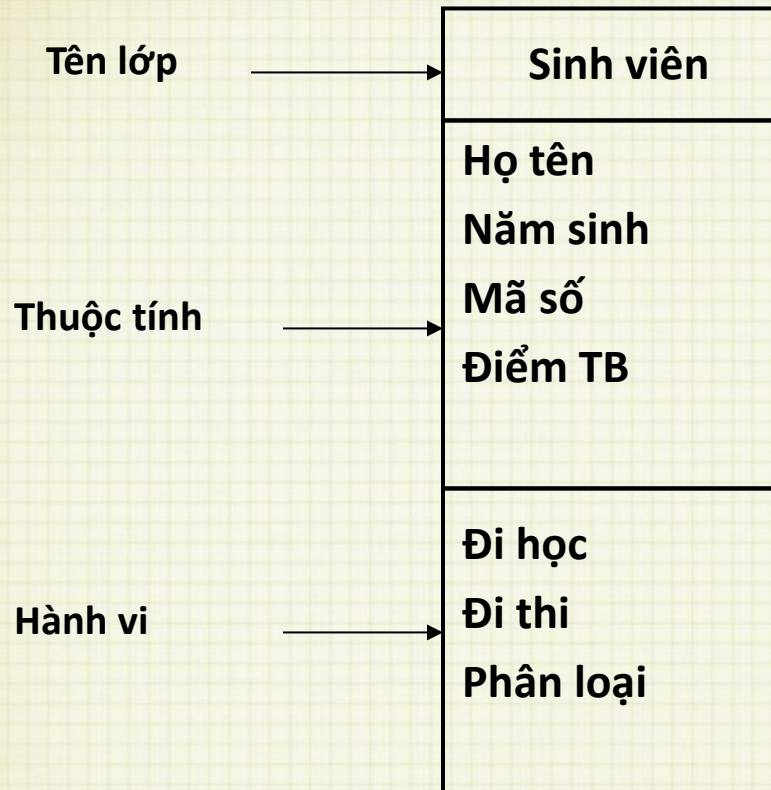 Tên lớp
Sinh viên
Họ tên
Năm sinh
Mã số
Thuộc tính
Điểm TB
Đi học
Hành vi
Đi thi
Phân loại